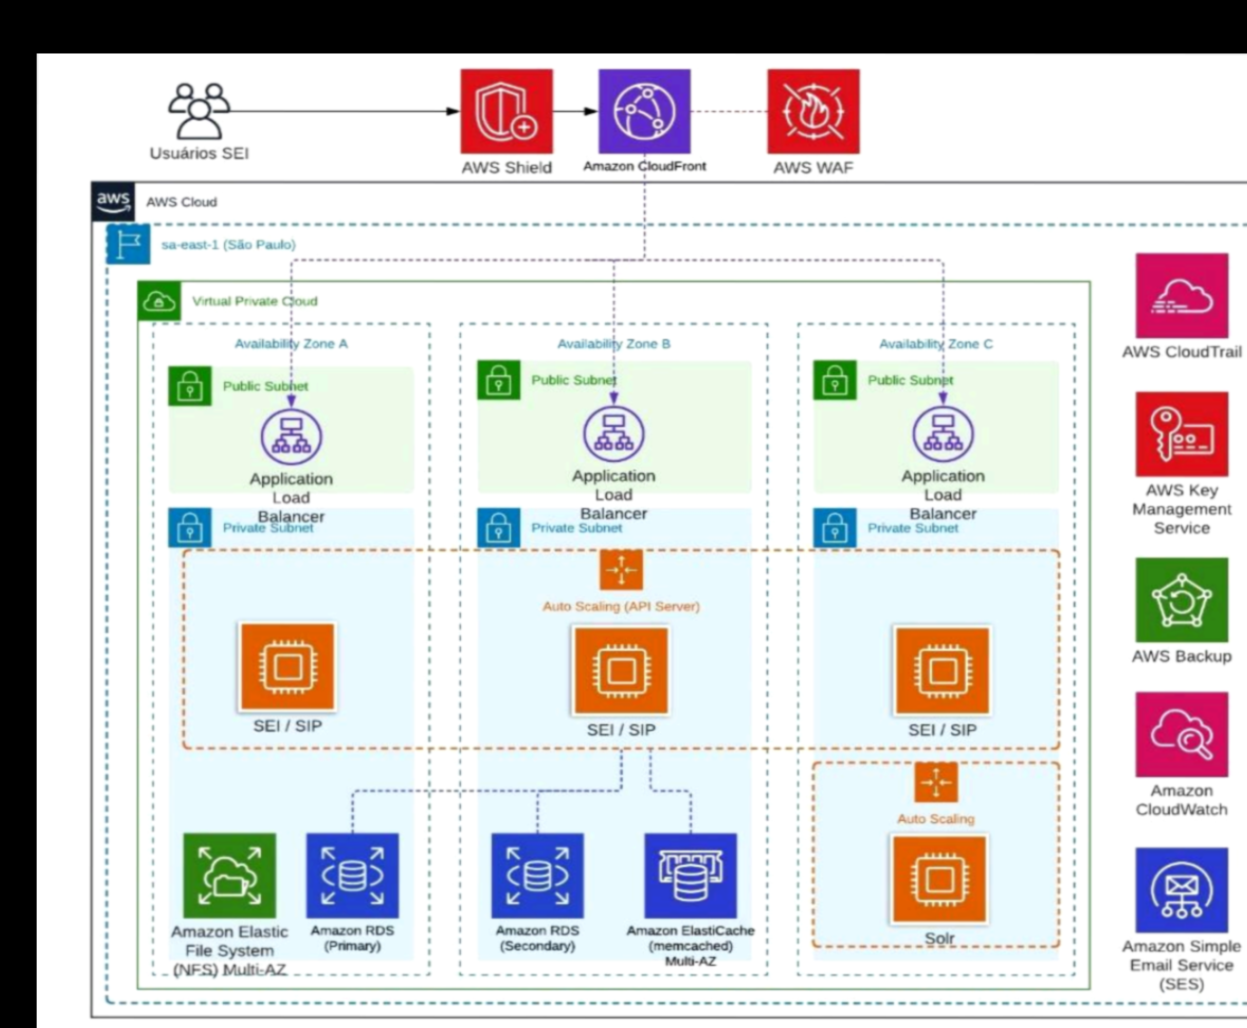 Usuários SEI
AWS Shield
Amazon CloudFront
AWS WAF
aws
AWS Cloud
sa-east-1 (São Paulo)
Virtual Private Cloud
Availability Zone A
Availability Zone B
Availability Zone C
Public Subnet
Public Subnet
Public Subnet
Application
Load
Balancer
Application
Load
Balancer
Application
Load
Balancer
Private Subnet
Private Subnet
Private Subnet
Auto Scaling (API Server)
SEI / SIP
SEI / SIP
SEI / SIP
Auto Scaling
Solr
Amazon Elastic
File System
(NFS) Multi-AZ
Amazon RDS
(Primary)
Amazon RDS
(Secondary)
Amazon ElastiCache
(memcached)
Multi-AZ
AWS CloudTrail
AWS Key
Management
Service
AWS Backup
Amazon
CloudWatch
Amazon Simple
Email Service
(SES)